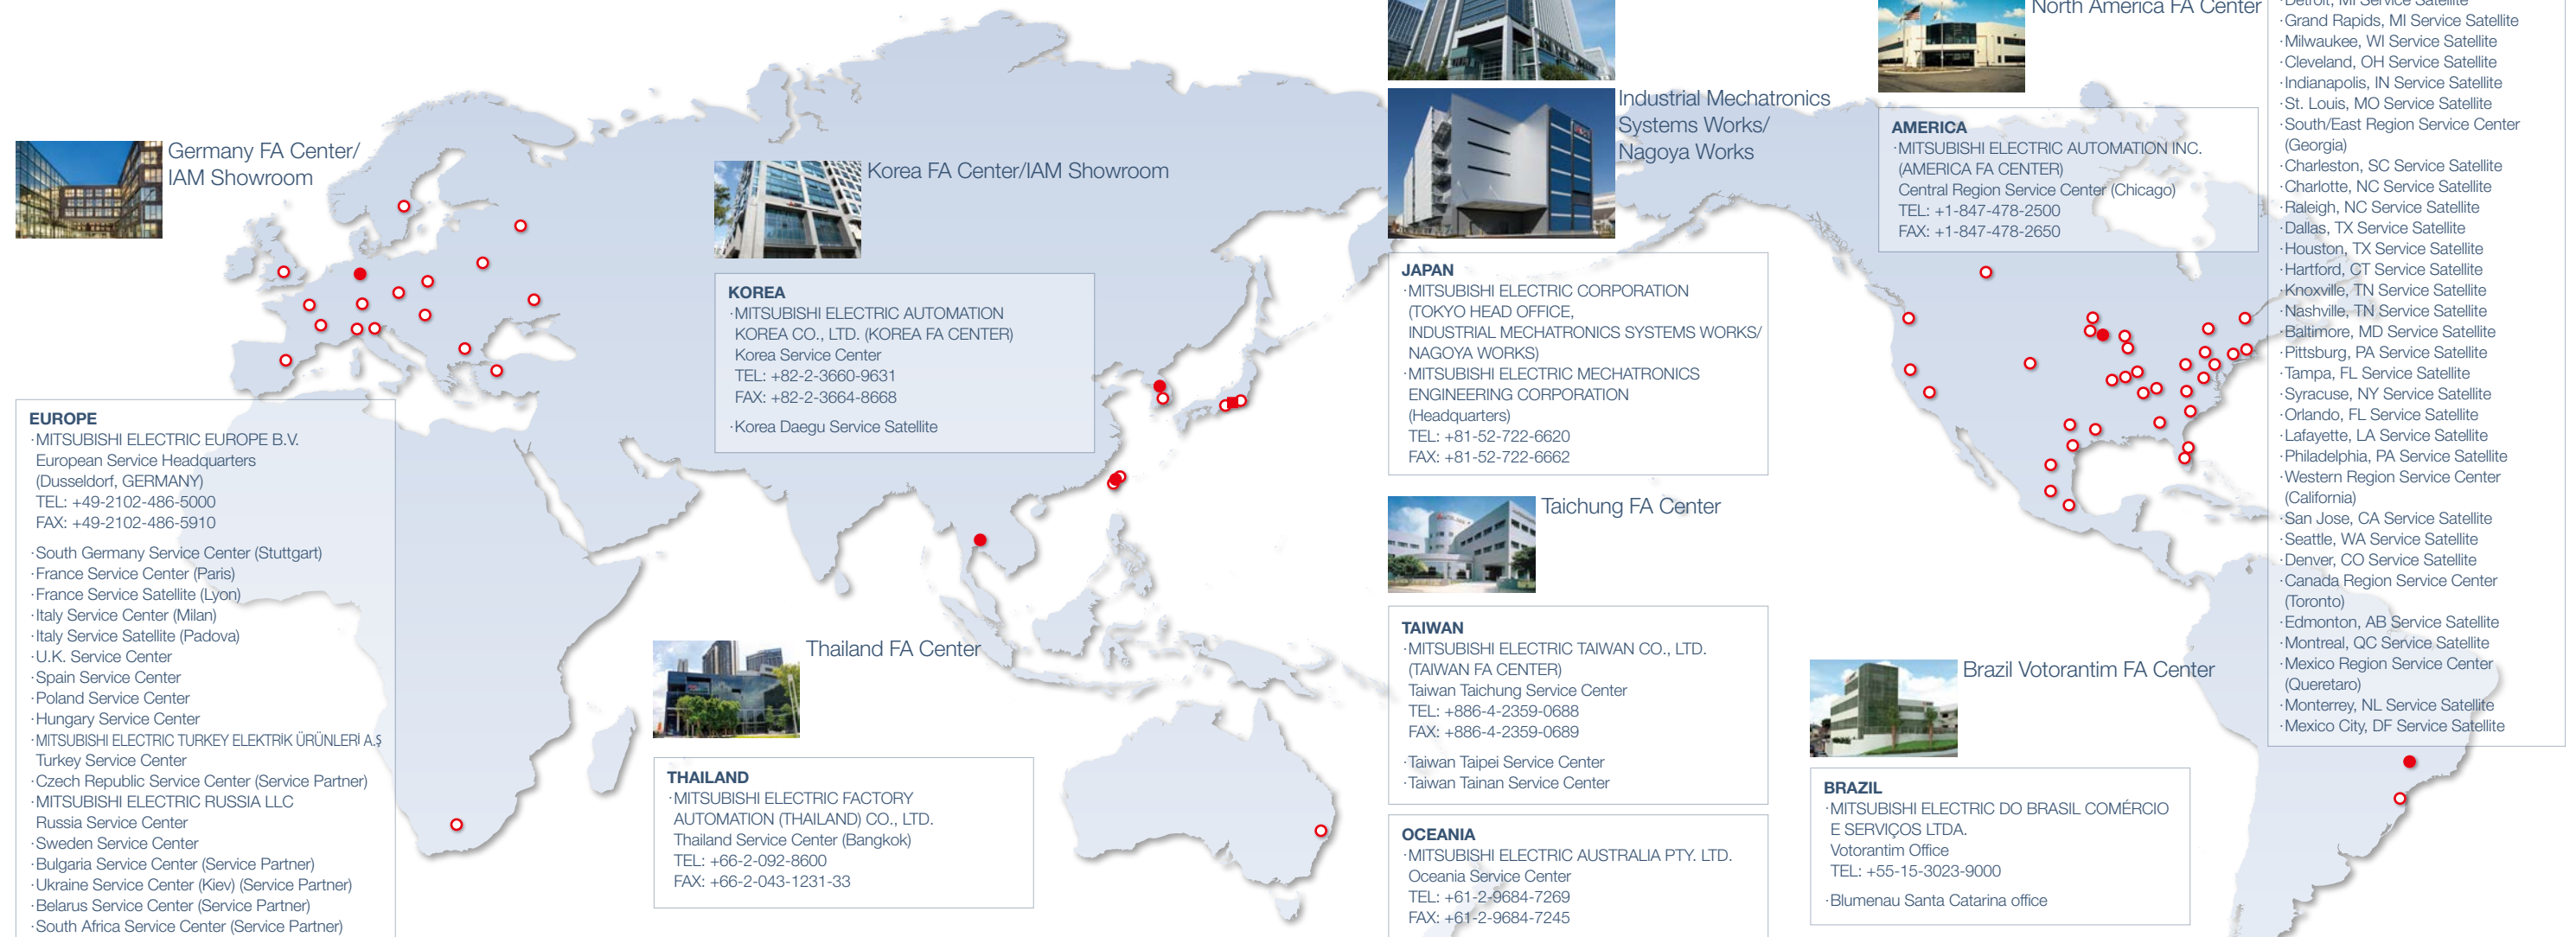 Germany FA Center/
IAM Showroom
EUROPE
·MITSUBISHI ELECTRIC EUROPE B.V.
European Service Headquarters
(Dusseldorf, GERMANY)
TEL: +49-2102-486-5000
FAX: +49-2102-486-5910
·South Germany Service Center (Stuttgart)
·France Service Center (Paris)
·France Service Satellite (Lyon)
·Italy Service Center (Milan)
·Italy Service Satellite (Padova)
·U.K. Service Center
·Spain Service Center
·Poland Service Center
·Hungary Service Center
·MITSUBISHI ELECTRIC TURKEY ELEKTRİK ÜRÜNLERİ A.Ş
Turkey Service Center
·Czech Republic Service Center (Service Partner)
·MITSUBISHI ELECTRIC RUSSIA LLC
Russia Service Center
·Sweden Service Center
·Bulgaria Service Center (Service Partner)
·Ukraine Service Center (Kiev) (Service Partner)
·Belarus Service Center (Service Partner)
·South Africa Service Center (Service Partner)
Korea FA Center/IAM Showroom
KOREA
·MITSUBISHI ELECTRIC AUTOMATION
KOREA CO., LTD. (KOREA FA CENTER)
Korea Service Center
TEL: +82-2-3660-9631
FAX: +82-2-3664-8668
·Korea Daegu Service Satellite
Thailand FA Center
THAILAND
·MITSUBISHI ELECTRIC FACTORY
AUTOMATION (THAILAND) CO., LTD.
Thailand Service Center (Bangkok)
TEL: +66-2-092-8600
FAX: +66-2-043-1231-33
Industrial Mechatronics
Systems Works/
Nagoya Works
JAPAN
·MITSUBISHI ELECTRIC CORPORATION
(TOKYO HEAD OFFICE,
INDUSTRIAL MECHATRONICS SYSTEMS WORKS/
NAGOYA WORKS)
·MITSUBISHI ELECTRIC MECHATRONICS
ENGINEERING CORPORATION
(Headquarters)
TEL: +81-52-722-6620
FAX: +81-52-722-6662
Taichung FA Center
TAIWAN
·MITSUBISHI ELECTRIC TAIWAN CO., LTD.
(TAIWAN FA CENTER)
Taiwan Taichung Service Center
TEL: +886-4-2359-0688
FAX: +886-4-2359-0689
·Taiwan Taipei Service Center
·Taiwan Tainan Service Center
OCEANIA
·MITSUBISHI ELECTRIC AUSTRALIA PTY. LTD.
Oceania Service Center
TEL: +61-2-9684-7269
FAX: +61-2-9684-7245
North America FA Center
AMERICA
·MITSUBISHI ELECTRIC AUTOMATION INC.
(AMERICA FA CENTER)
Central Region Service Center (Chicago)
TEL: +1-847-478-2500
FAX: +1-847-478-2650
Brazil Votorantim FA Center
BRAZIL
·MITSUBISHI ELECTRIC DO BRASIL COMÉRCIO
E SERVIÇOS LTDA.
Votorantim Office
TEL: +55-15-3023-9000
·Blumenau Santa Catarina office
·Detroit, MI Service Satellite
·Grand Rapids, MI Service Satellite
·Milwaukee, WI Service Satellite
·Cleveland, OH Service Satellite
·Indianapolis, IN Service Satellite
·St. Louis, MO Service Satellite
·South/East Region Service Center
(Georgia)
·Charleston, SC Service Satellite
·Charlotte, NC Service Satellite
·Raleigh, NC Service Satellite
·Dallas, TX Service Satellite
·Houston, TX Service Satellite
·Hartford, CT Service Satellite
·Knoxville, TN Service Satellite
·Nashville, TN Service Satellite
·Baltimore, MD Service Satellite
·Pittsburg, PA Service Satellite
·Tampa, FL Service Satellite
·Syracuse, NY Service Satellite
·Orlando, FL Service Satellite
·Lafayette, LA Service Satellite
·Philadelphia, PA Service Satellite
·Western Region Service Center
(California)
·San Jose, CA Service Satellite
·Seattle, WA Service Satellite
·Denver, CO Service Satellite
·Canada Region Service Center
(Toronto)
·Edmonton, AB Service Satellite
·Montreal, QC Service Satellite
·Mexico Region Service Center
(Queretaro)
·Monterrey, NL Service Satellite
·Mexico City, DF Service Satellite